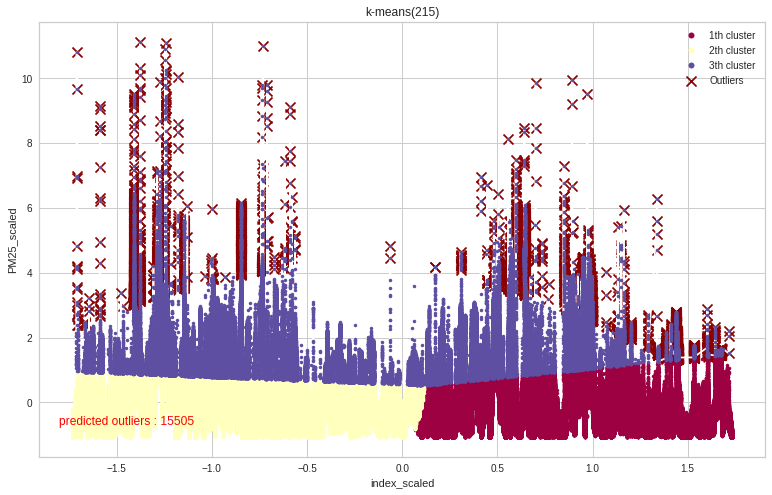 k-means(215)
1th cluster
2th cluster
3th cluster
Outliers
PM25_scaled
10
8
6
4
2
0
predicted outliers : 15505
−1.5 −1.0 −0.5 0.0 0.5 1.0 1.5
index_scaled